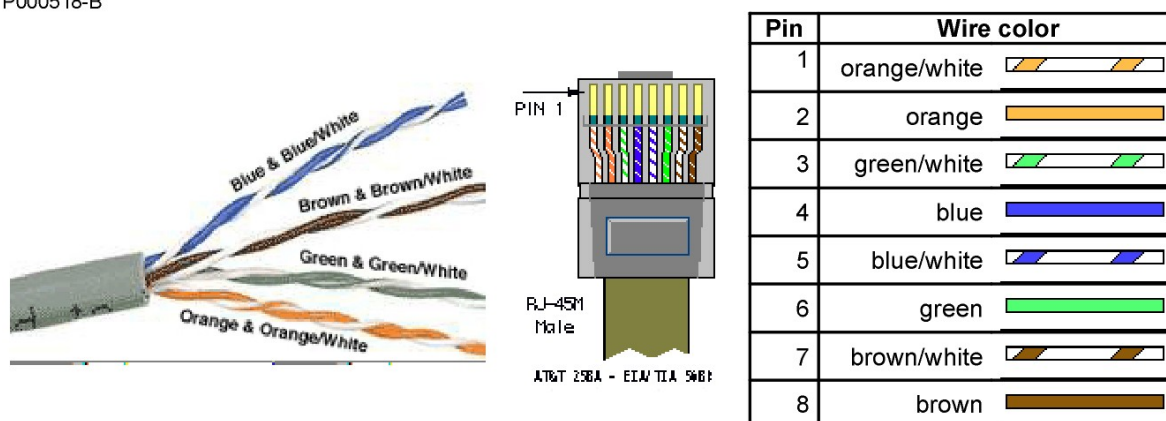 P000518-B
Blue & Blue/White
Brown & Brown/White
Green & Green/White
Orange & Orange/White
PIN 1
RJ-45M
Male
AT&T 258A - EIA/TIA
Pin Wire color
1 orange/white
2 orange
3 green/white
4 blue
5 blue/white
6 green
7 brown/white
8 brown